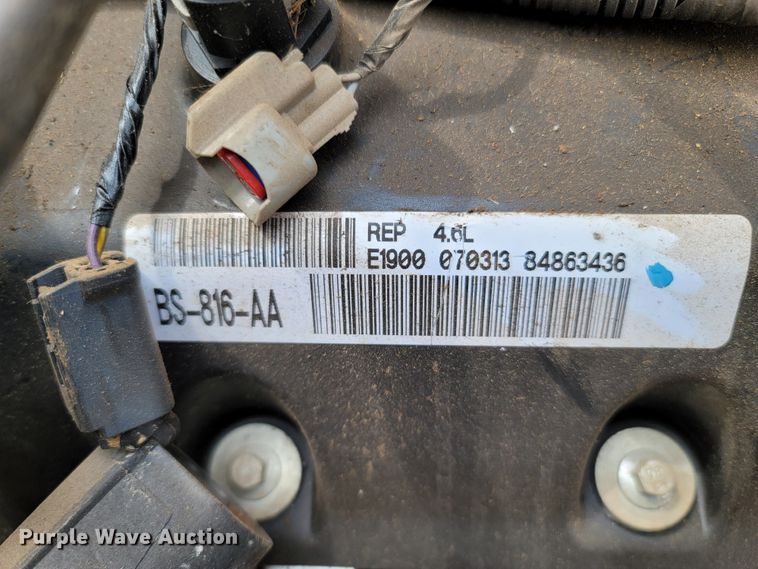 REP 4.6L
E1900 070313 84863436
BS-816-AA
Purple Wave Auction